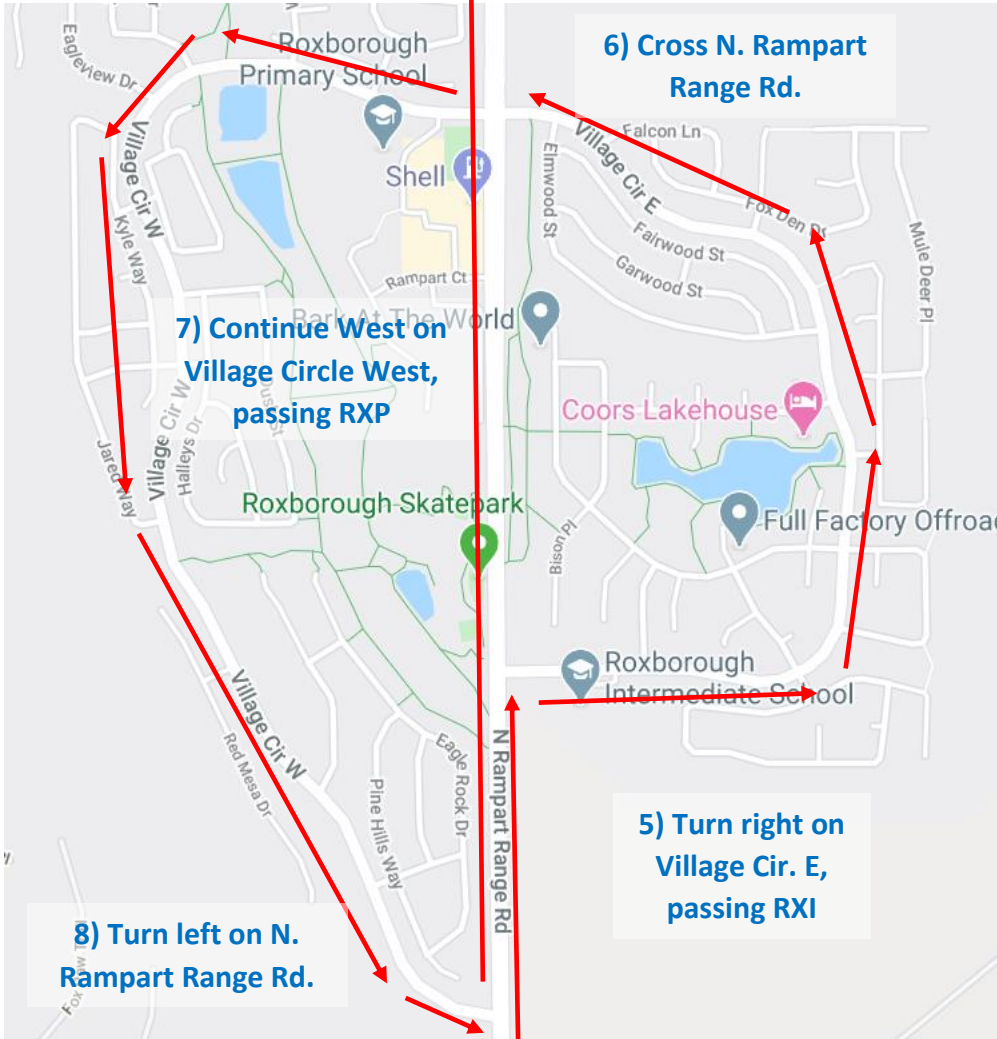 Eagleview Dr
Roxborough
Primary School
6) Cross N. Rampart
Range Rd.
Village Cir W
Village Cir E
Falcon Ln
Elmwood St
Shell
Fox Den Dr
Fairwood St
Garwood St
Mule Deer Pl
Kyle Way
Rampart Ct
Bark At The World
7) Continue West on
Village Circle West,
passing RXP
Coors Lakehouse
Village Cir W
Halleys Dr
Jared Way
Roxborough Skatepark
Full Factory Offroad
Bison Pl
Roxborough
Intermediate School
Village Cir W
Red Mesa Dr
Eagle Rock Dr
Pine Hills Way
N Rampart Range Rd
5) Turn right on
Village Cir. E,
passing RXI
8) Turn left on N.
Rampart Range Rd.
Fox